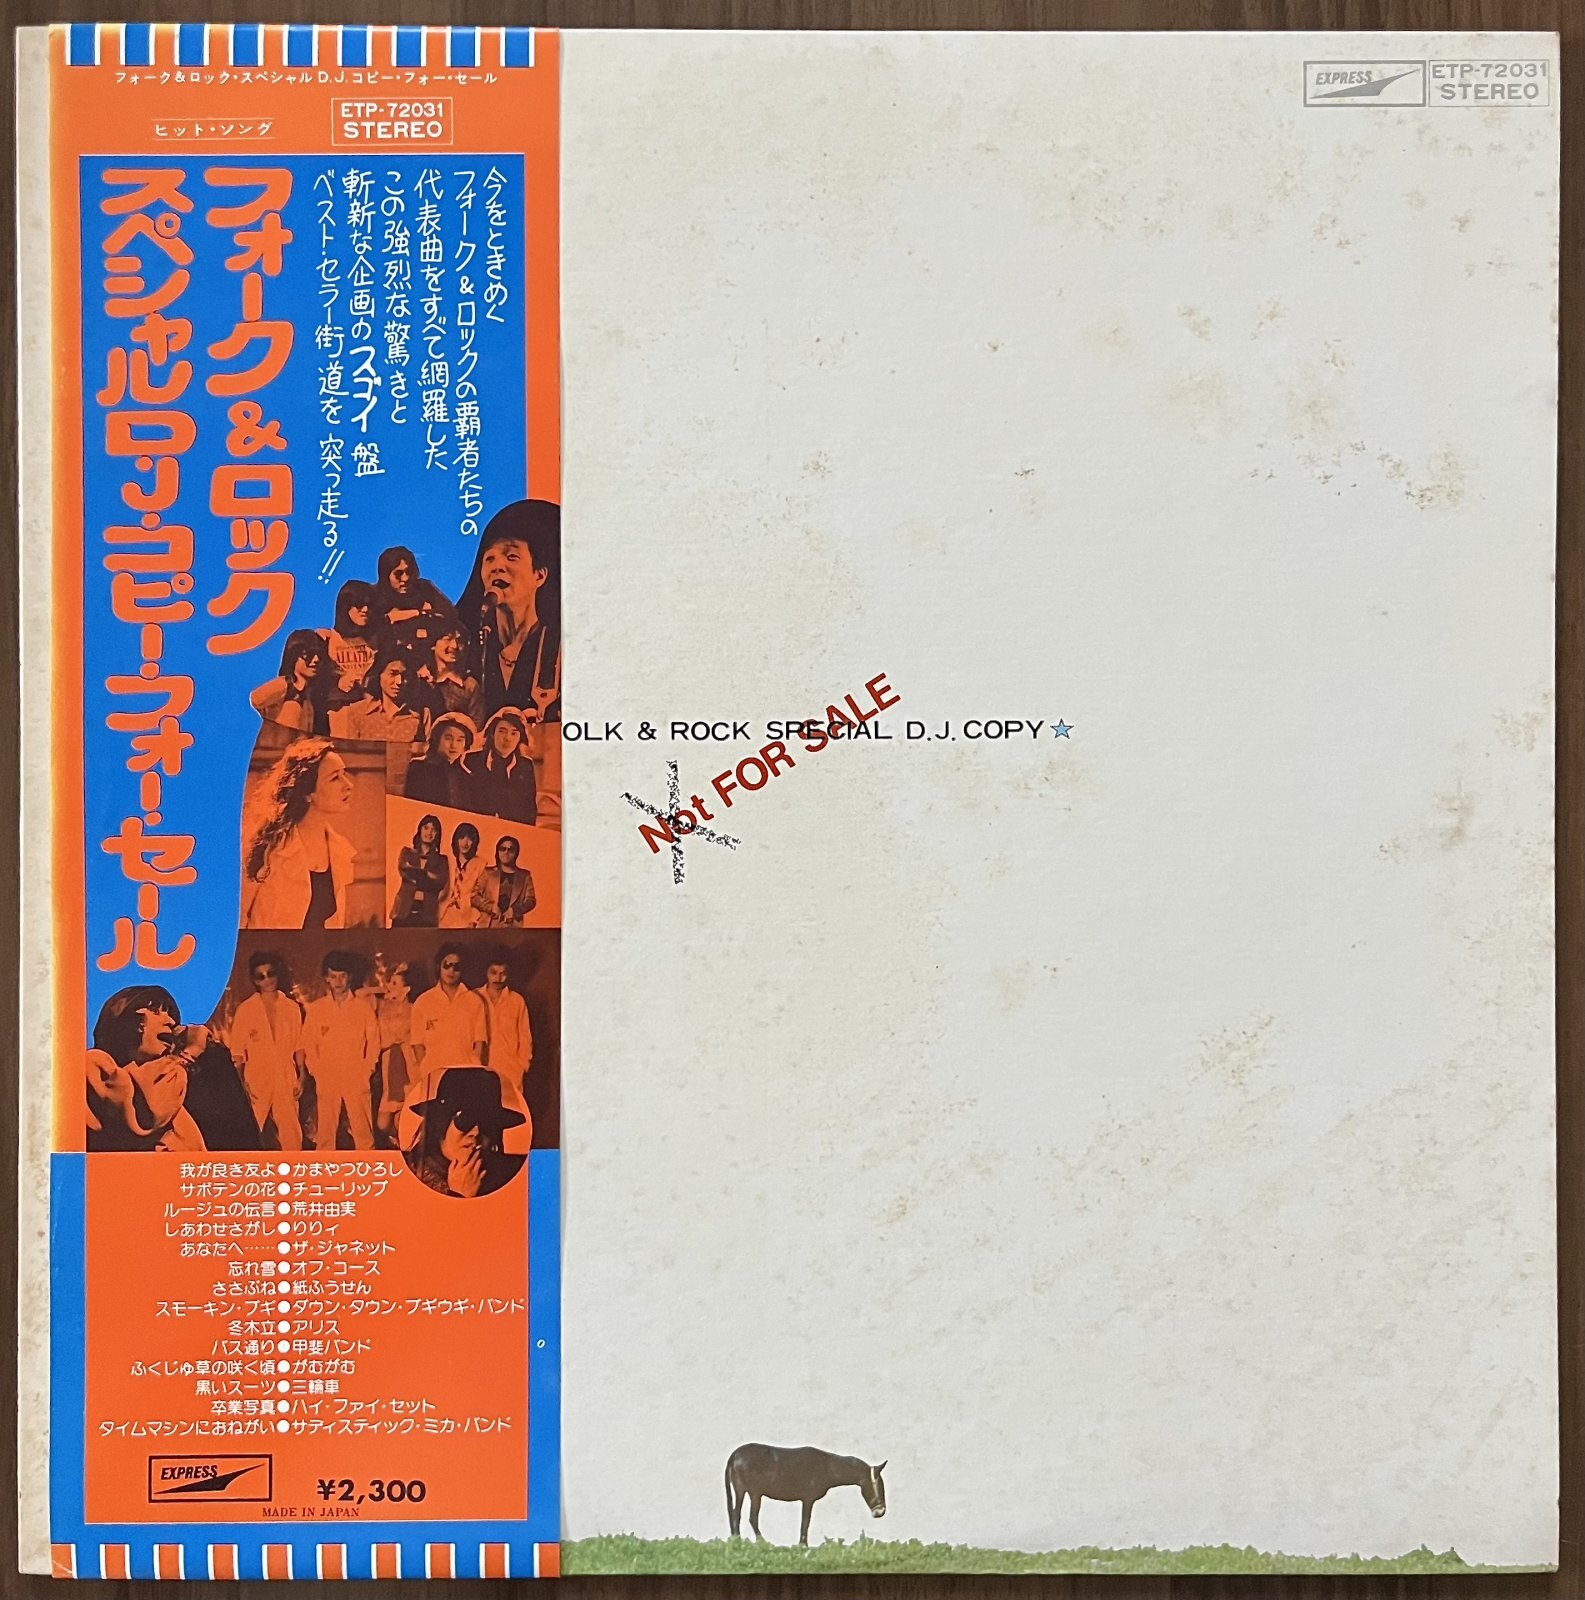 フォーク&ロック・スペシャルD.J.コピー・フォー・セール
ヒット・ソング
ETP-72031
STEREO
今をときめく
フォーク&ロックの覇者たちの
代表曲をすべて網羅した
この強烈な驚きと
斬新な企画のスゴイ盤
ベスト・セラー街道を突っ走る!!
フォーク&ロック
スペシャルD.J.コピー・フォー・セール
我が良き友よ●かまやつひろし
サボテンの花●チューリップ
ルージュの伝言●荒井由実
しあわせさがし●りりィ
あなたへ……●ザ・ジャネット
忘れ雪●オフ・コース
ささぶね●紙ふうせん
スモーキン・ブギ●ダウン・タウン・ブギウギ・バンド
冬木立●アリス
バス通り●甲斐バンド
ふくじゅ草の咲く頃●がむがむ
黒いスーツ●三輪車
卒業写真●ハイ・ファイ・セット
タイムマシンにおねがい●サディスティック・ミカ・バンド
EXPRESS
¥2,300
MADE IN JAPAN
EXPRESS
ETP-72031
STEREO
OLK & ROCK SPECIAL D.J. COPY☆
Not FOR SALE